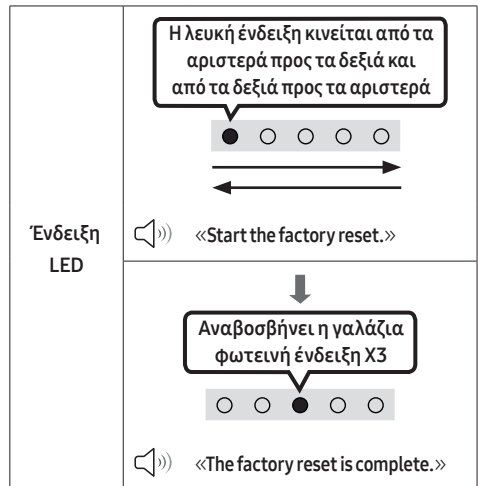 Η λευκή ένδειξη κινείται από τα
αριστερά προς τα δεξιά και
από τα δεξιά προς τα αριστερά
Ένδειξη
LED
«Start the factory reset.»
Αναβοσβήνει η γαλάζια
φωτεινή ένδειξη X3
«The factory reset is complete.»